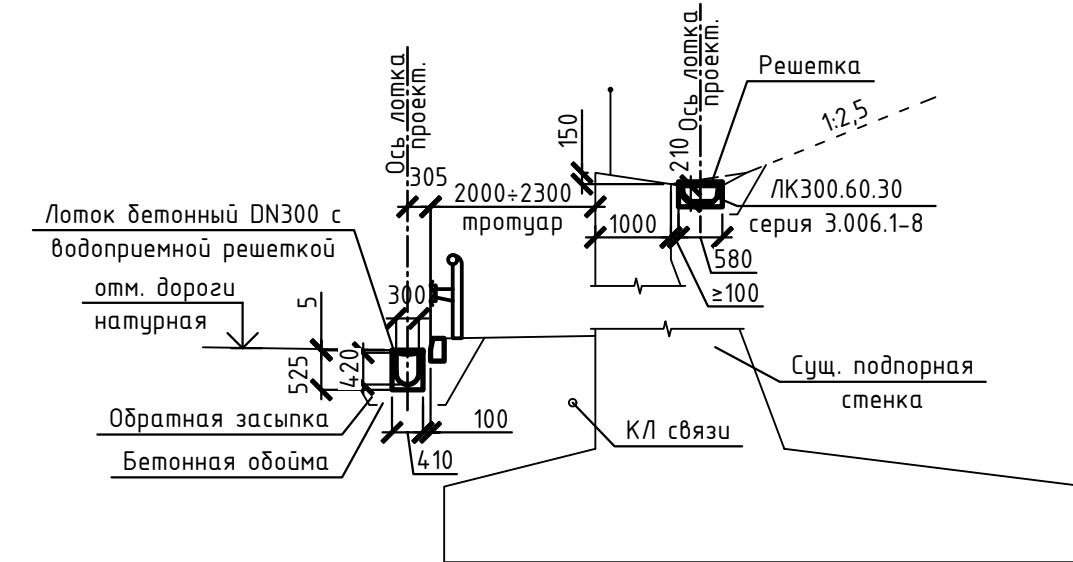 Ось лотка
проект.
Ось лотка
проект.
Решетка
1:2,5
150
210
305
2000÷2300
тротуар
ЛК300.60.30
серия 3.006.1-8
1000
580
≥100
Лоток бетонный DN300 с
водоприемной решеткой
300
отм. дороги
натурная
5
525
420
Сущ. подпорная
стенка
Обратная засыпка
100
КЛ связи
Бетонная обойма
410